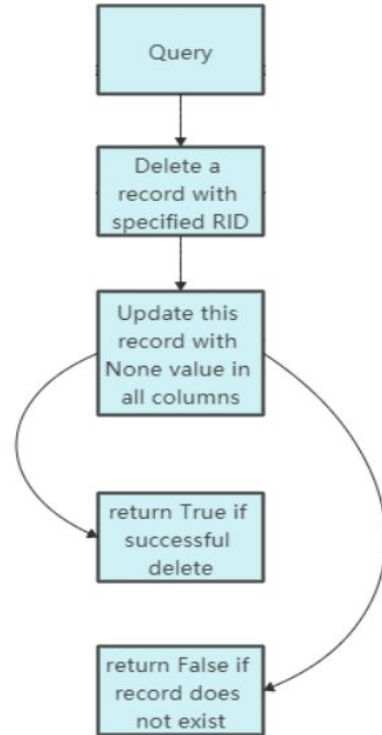 Query
Delete a
record with
specified RID
Update this
record with
None value in
all columns
return True if
successful
delete
return False if
record does
not exist